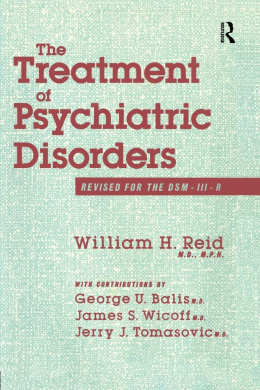 R
Routledge
The
Treatment
of
Psychiatric
Disorders
REVISED FOR THE DSM-III-R
William H. Reid
M.D., M.P.H.
WITH CONTRIBUTIONS BY
George U. Balis M.D.
James S. Wicoff M.D.
Jerry J. Tomasovic M.D.